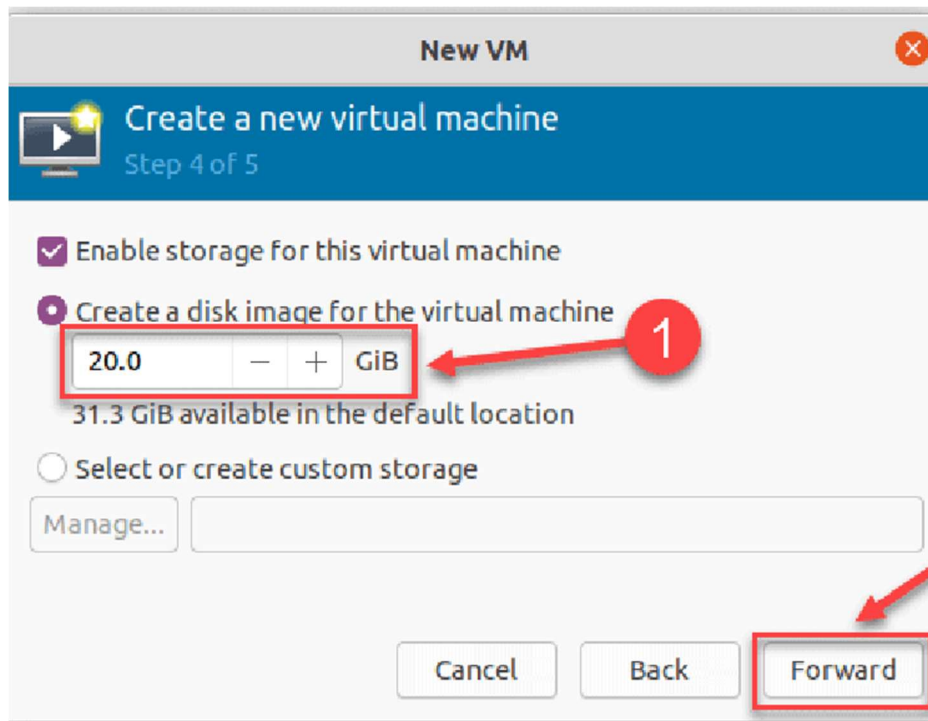 New VM
Create a new virtual machine
Step 4 of 5
Enable storage for this virtual machine
Create a disk image for the virtual machine
20.0 − + GiB
1
31.3 GiB available in the default location
Select or create custom storage
Manage...
Cancel Back Forward